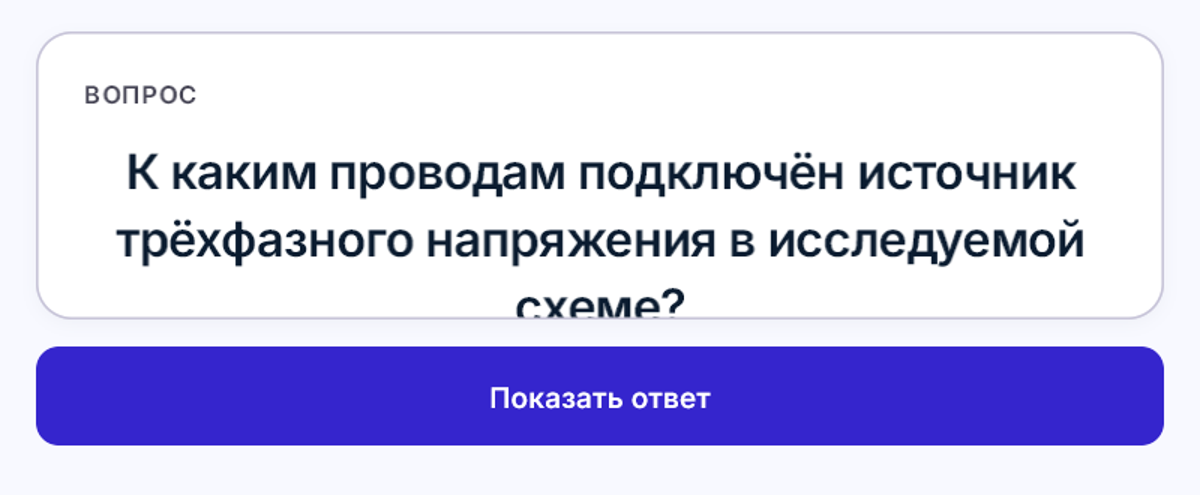 ВОПРОС
К каким проводам подключён источник
трёхфазного напряжения в исследуемой
схеме?
Показать ответ